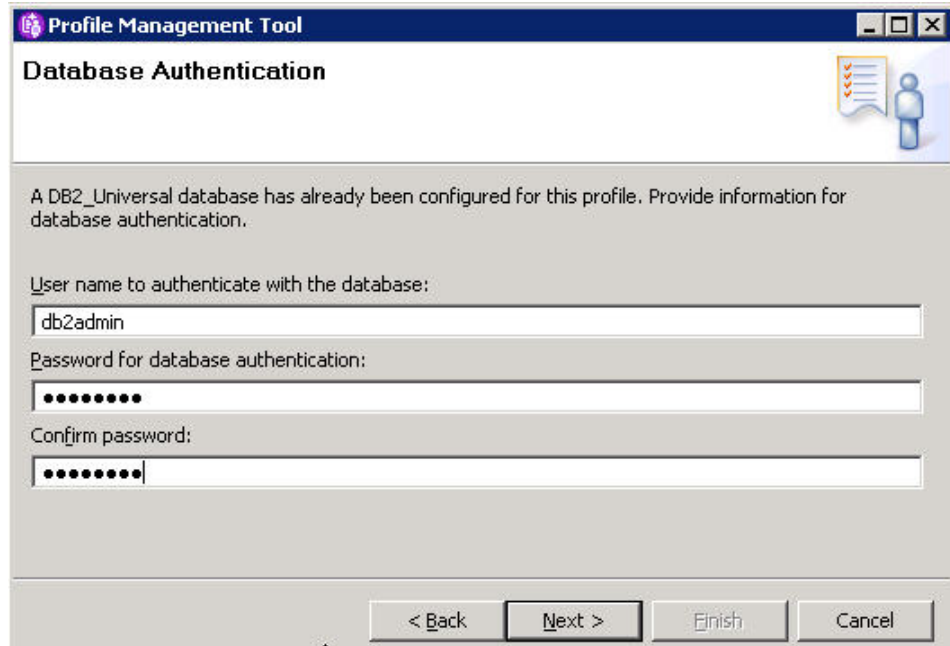 Profile Management Tool
Database Authentication
A DB2_Universal database has already been configured for this profile. Provide information for
database authentication.
User name to authenticate with the database:
db2admin
Password for database authentication:
●●●●●●●●
Confirm password:
●●●●●●●●
< Back Next > Finish Cancel